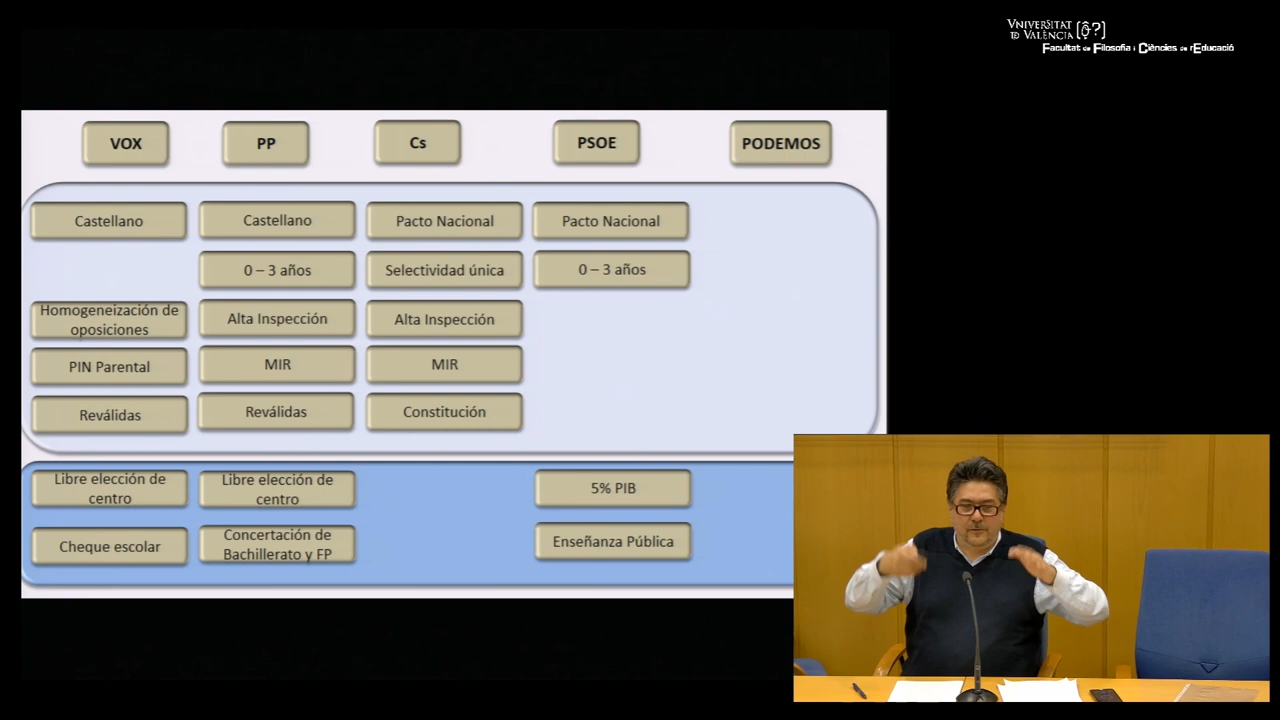 VNIVERSITAT
ID VALÈNCIA
Facultat de Filosofia i Ciències de l'Educació
VOX
PP
Cs
PSOE
PODEMOS
Castellano
Castellano
Pacto Nacional
Pacto Nacional
0 – 3 años
Selectividad única
0 – 3 años
Homogeneización de
oposiciones
Alta Inspección
Alta Inspección
PIN Parental
MIR
MIR
Reválidas
Reválidas
Constitución
Libre elección de
centro
Libre elección de
centro
5% PIB
Cheque escolar
Concertación de
Bachillerato y FP
Enseñanza Pública